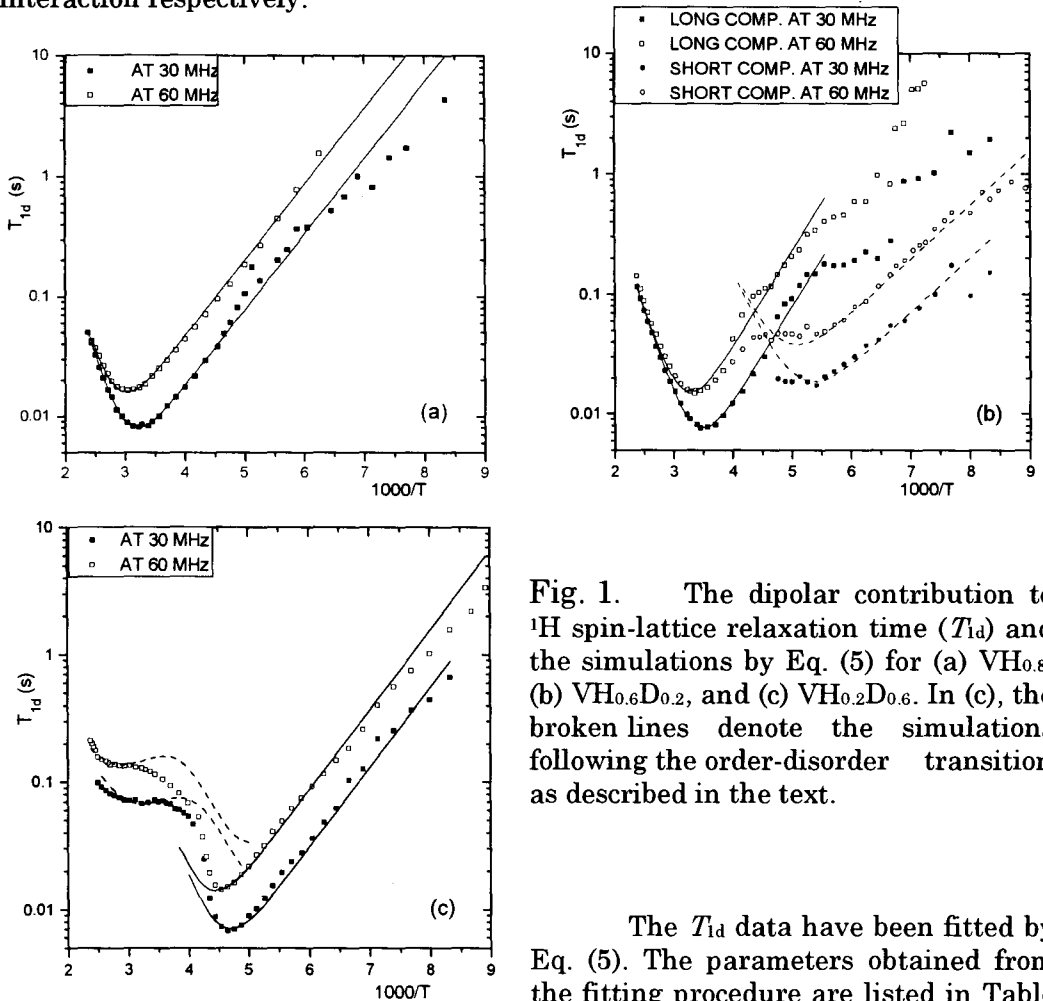 interaction respectively.
AT 30 MHz
AT 60 MHz
10
1
0.1
0.01
T1d (s)
2 3 4 5 6 7 8 9
1000/T
(a)
LONG COMP. AT 30 MHz
LONG COMP. AT 60 MHz
SHORT COMP. AT 30 MHz
SHORT COMP. AT 60 MHz
10
1
0.1
0.01
T1d (s)
2 3 4 5 6 7 8 9
1000/T
(b)
AT 30 MHz
AT 60 MHz
10
1
0.1
0.01
T1d (s)
2 3 4 5 6 7 8 9
1000/T
(c)
Fig. 1. The dipolar contribution to
¹H spin-lattice relaxation time (T1d) and
the simulations by Eq. (5) for (a) VH0.8
(b) VH0.6D0.2, and (c) VH0.2D0.6. In (c), the
broken lines denote the simulation
following the order-disorder transition
as described in the text.
The T1d data have been fitted by
Eq. (5). The parameters obtained from
the fitting procedure are listed in Table